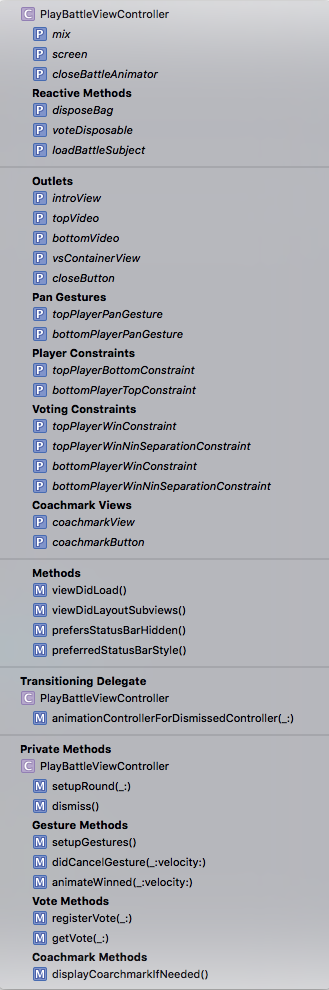 C PlayBattleViewController
P mix
P screen
P closeBattleAnimator
Reactive Methods
P disposeBag
P voteDisposable
P loadBattleSubject
Outlets
P introView
P topVideo
P bottomVideo
P vsContainerView
P closeButton
Pan Gestures
P topPlayerPanGesture
P bottomPlayerPanGesture
Player Constraints
P topPlayerBottomConstraint
P bottomPlayerTopConstraint
Voting Constraints
P topPlayerWinConstraint
P topPlayerWinNinSeparationConstraint
P bottomPlayerWinConstraint
P bottomPlayerWinNinSeparationConstraint
Coachmark Views
P coachmarkView
P coachmarkButton
Methods
M viewDidLoad()
M viewDidLayoutSubviews()
M prefersStatusBarHidden()
M preferredStatusBarStyle()
Transitioning Delegate
C PlayBattleViewController
M animationControllerForDismissedController(_:)
Private Methods
C PlayBattleViewController
M setupRound(_:)
M dismiss()
Gesture Methods
M setupGestures()
M didCancelGesture(_:velocity:)
M animateWinned(_:velocity:)
Vote Methods
M registerVote(_:)
M getVote(_:)
Coachmark Methods
M displayCoarchmarkIfNeeded()